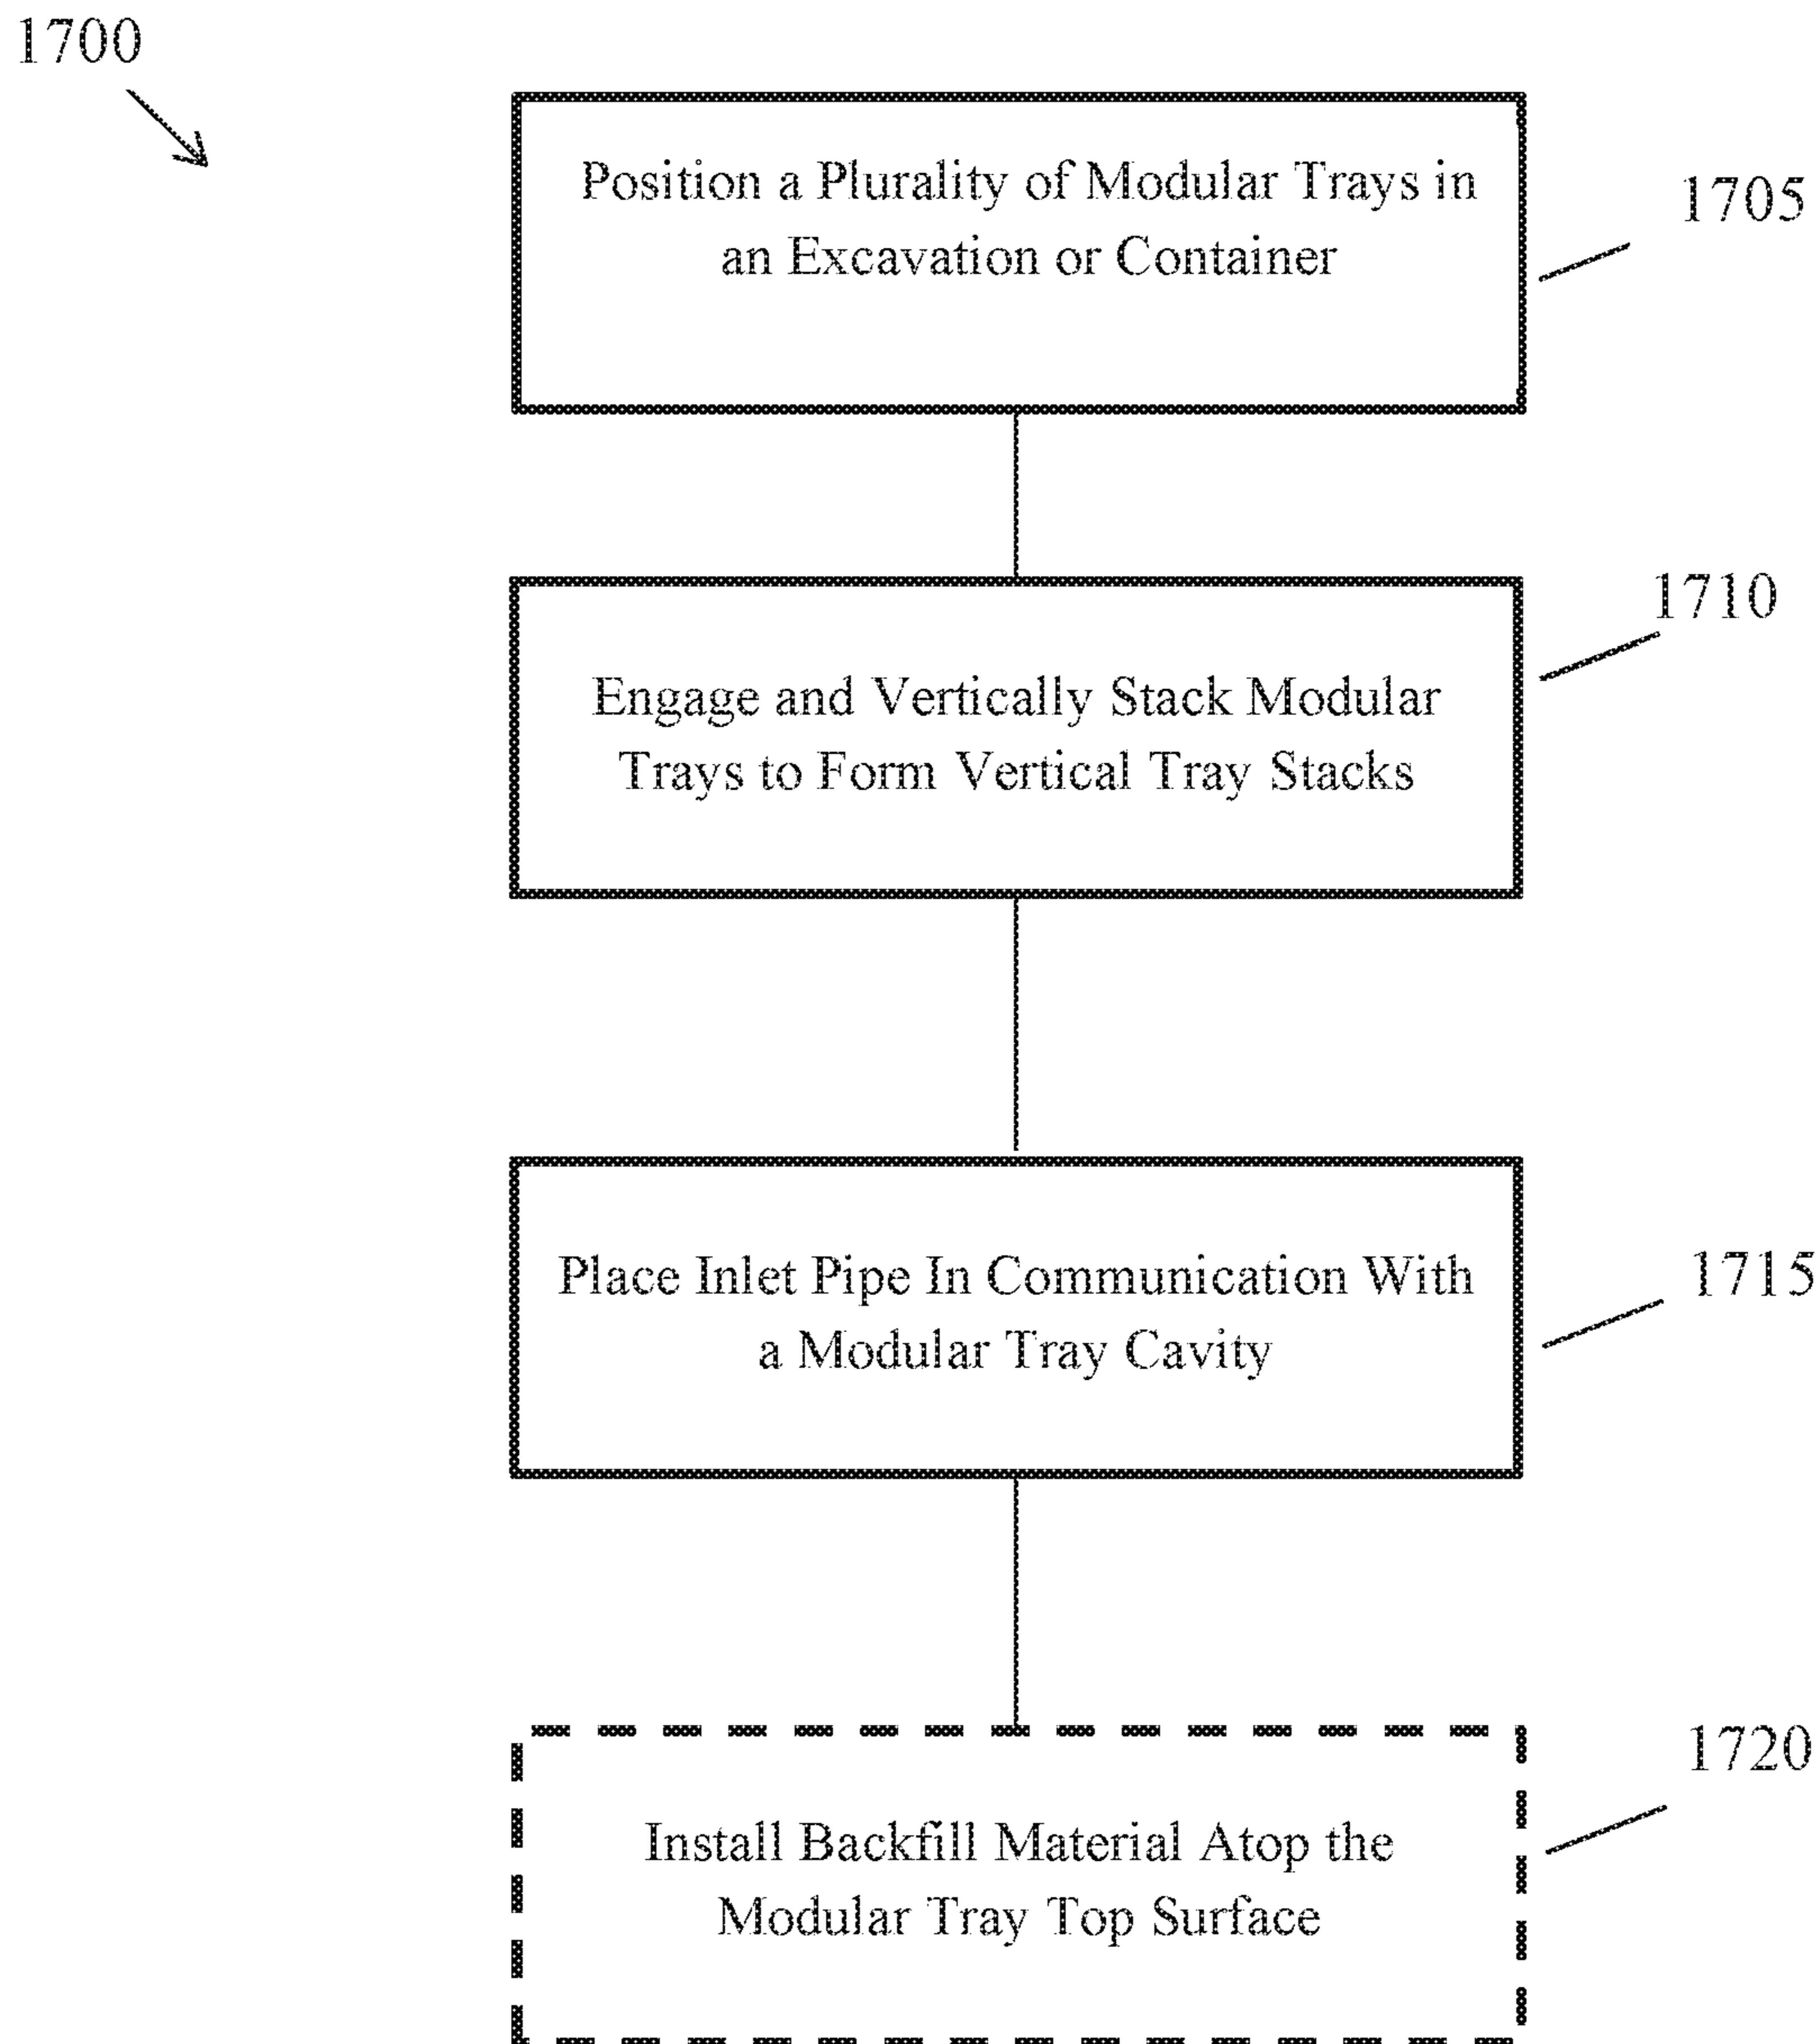 1700
Position a Plurality of Modular Trays in
an Excavation or Container
1705
Engage and Vertically Stack Modular
Trays to Form Vertical Tray Stacks
1710
Place Inlet Pipe In Communication With
a Modular Tray Cavity
1715
Install Backfill Material Atop the
Modular Tray Top Surface
1720